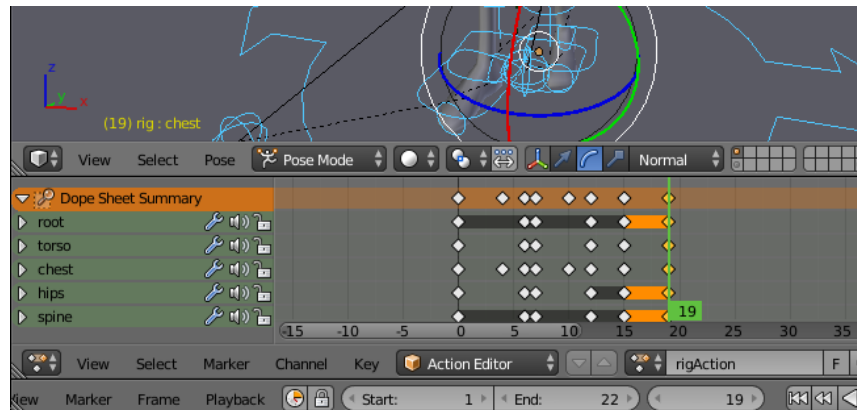 z
y x
(19) rig : chest
View Select Pose Pose Mode Normal
Dope Sheet Summary
root
torso
chest
hips
spine
19
-15 -10 -5 0 5 10 15 20 25 30 35
View Select Marker Channel Key Action Editor rigAction F
View Marker Frame Playback Start: 1 End: 22 19